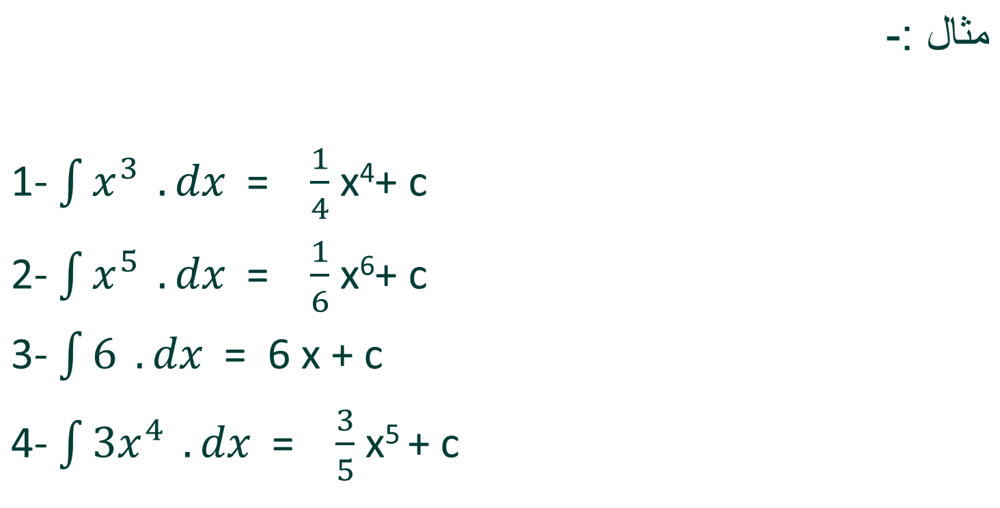 مثال :-
1- ∫ x³ . dx = 1/4 x⁴+ c
2- ∫ x⁵ . dx = 1/6 x⁶+ c
3- ∫ 6 . dx = 6 x + c
4- ∫ 3x⁴ . dx = 3/5 x⁵ + c